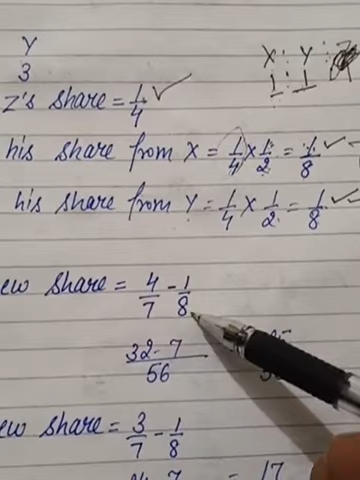 Y
X : Y :
3
1 : 1
Z's Share = 1/4 ✓
his share from X = 1/4 X 1/2 = 1/8 ✓
his share from Y = 1/4 X 1/2 = 1/8 ✓
ew share = 4/7 - 1/8
32-7/56
ew share = 3/7 - 1/8
= 17